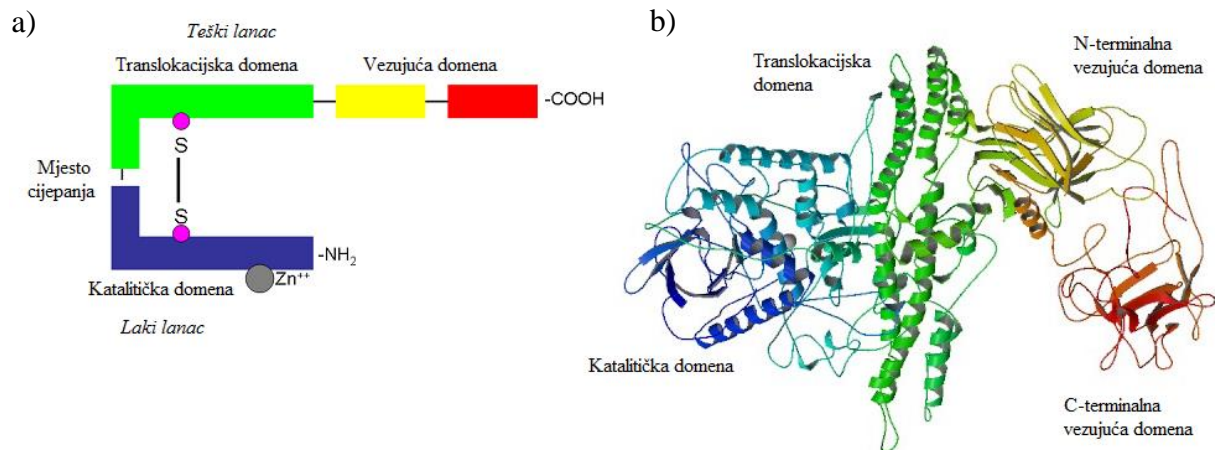 a)
Teški lanac
Translokacijska domena
Vezujuća domena
-COOH
S
Mjesto
cijepanja
S
-NH₂
Zn⁺⁺
Katalitička domena
Laki lanac
b)
N-terminalna
vezujuća domena
Translokacijska
domena
Katalitička domena
C-terminalna
vezujuća domena